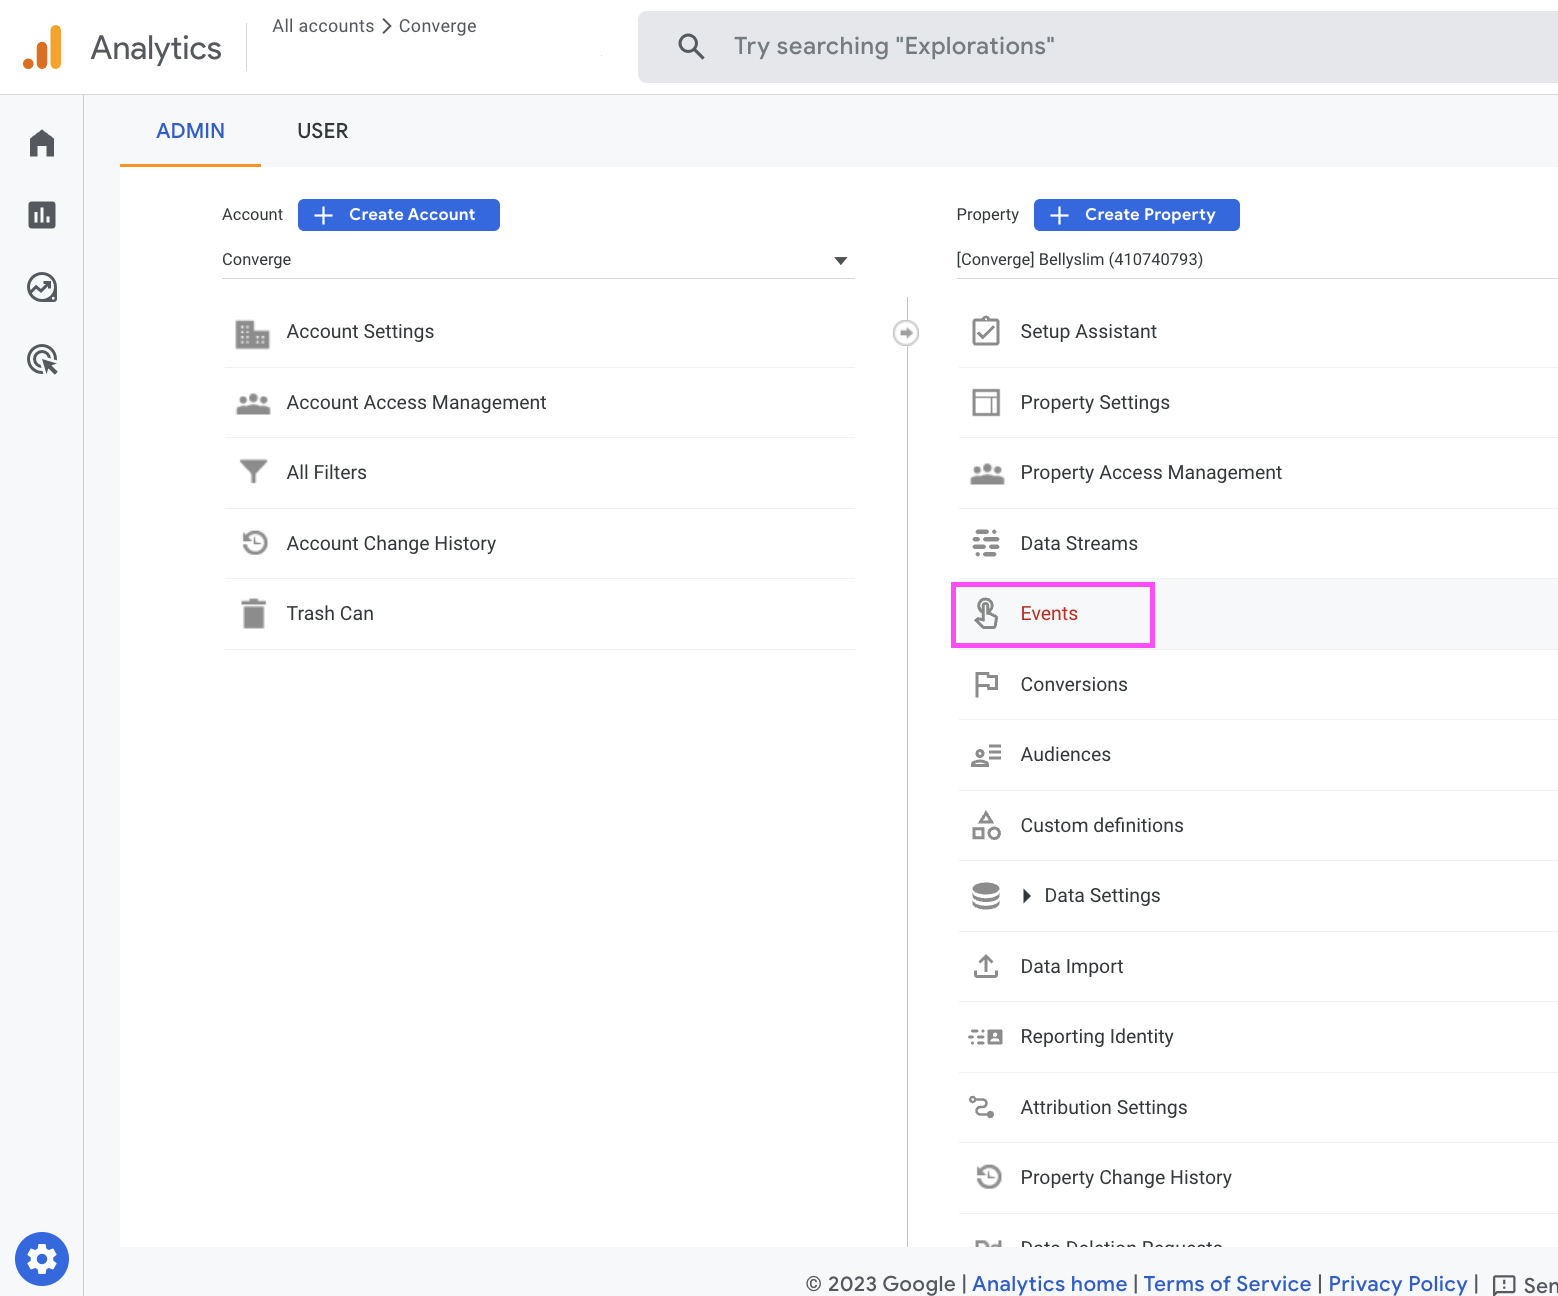 Analytics
All accounts > Converge
Try searching "Explorations"
ADMIN
USER
Account
Create Account
Converge
Account Settings
Account Access Management
All Filters
Account Change History
Trash Can
Property
Create Property
[Converge] Bellyslim (410740793)
Setup Assistant
Property Settings
Property Access Management
Data Streams
Events
Conversions
Audiences
Custom definitions
Data Settings
Data Import
Reporting Identity
Attribution Settings
Property Change History
Data Deletion Requests
© 2023 Google | Analytics home | Terms of Service | Privacy Policy |